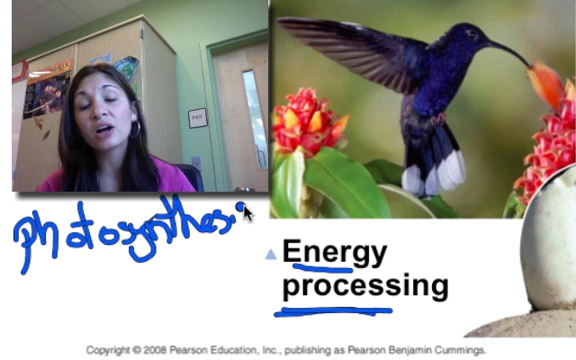 Photosynthesis
Energy
processing
Copyright © 2008 Pearson Education, Inc., publishing as Pearson Benjamin Cummings.